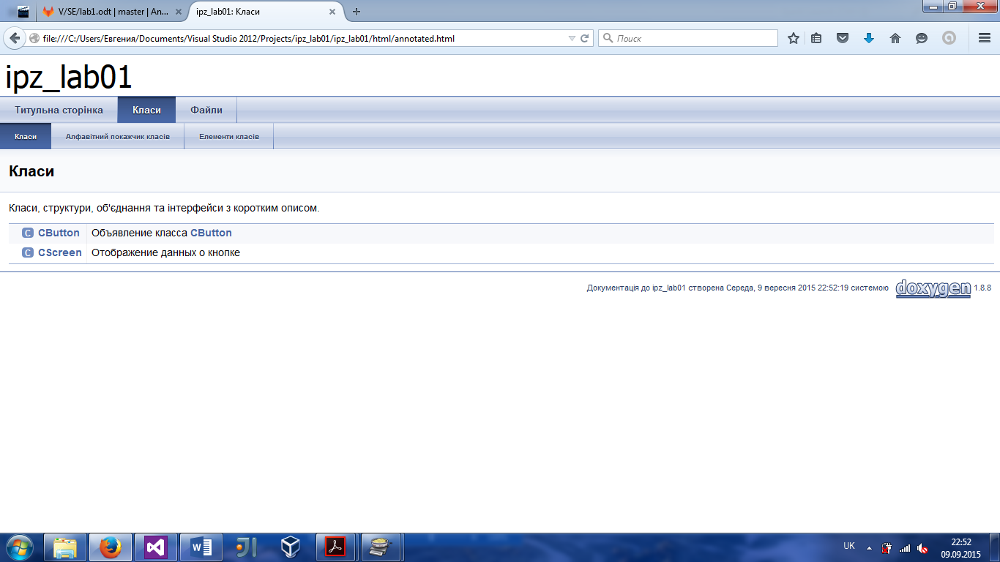 V/SE/lab1.odt | master | An...
ipz_lab01: Класи
file:///C:/Users/Евгения/Documents/Visual Studio 2012/Projects/ipz_lab01/ipz_lab01/html/annotated.html
Поиск
ipz_lab01
Титульна сторінка Класи Файли
Класи Алфавітний покажчик класів Елементи класів
Класи
Класи, структури, об'єднання та інтерфейси з коротким описом.
C CButton Объявление класса CButton
C CScreen Отображение данных о кнопке
Документація до ipz_lab01 створена Середа, 9 вересня 2015 22:52:19 системою doxygen 1.8.8
UK
22:52
09.09.2015